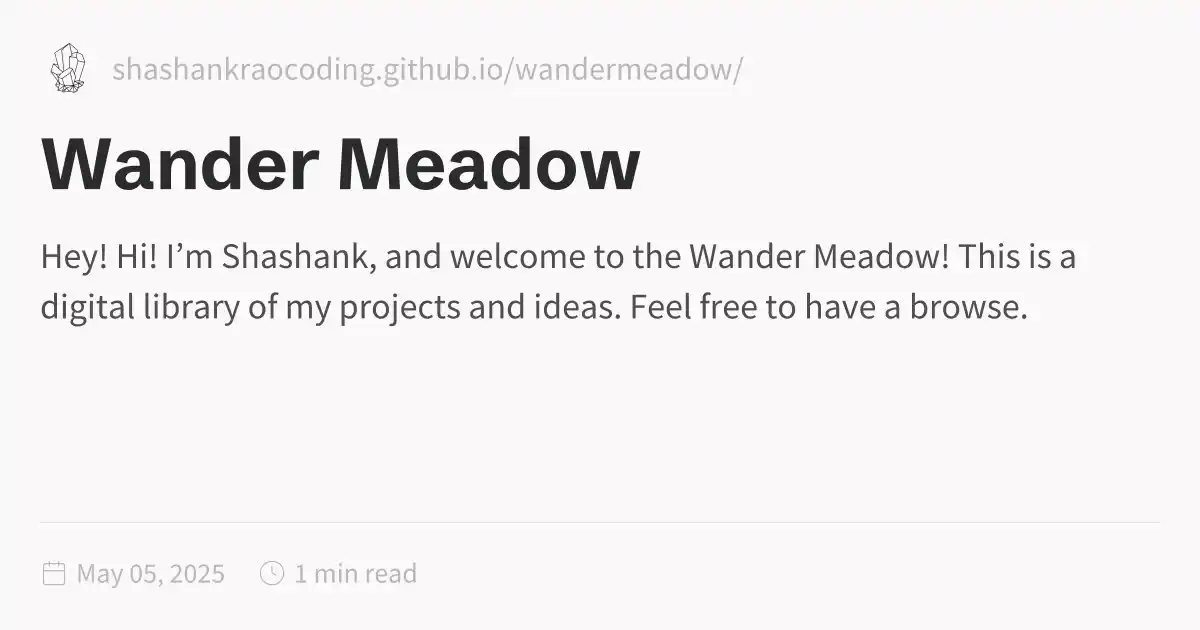 shashankraocoding.github.io/wandermeadow/
Wander Meadow
Hey! Hi! I’m Shashank, and welcome to the Wander Meadow! This is a
digital library of my projects and ideas. Feel free to have a browse.
May 05, 2025 1 min read